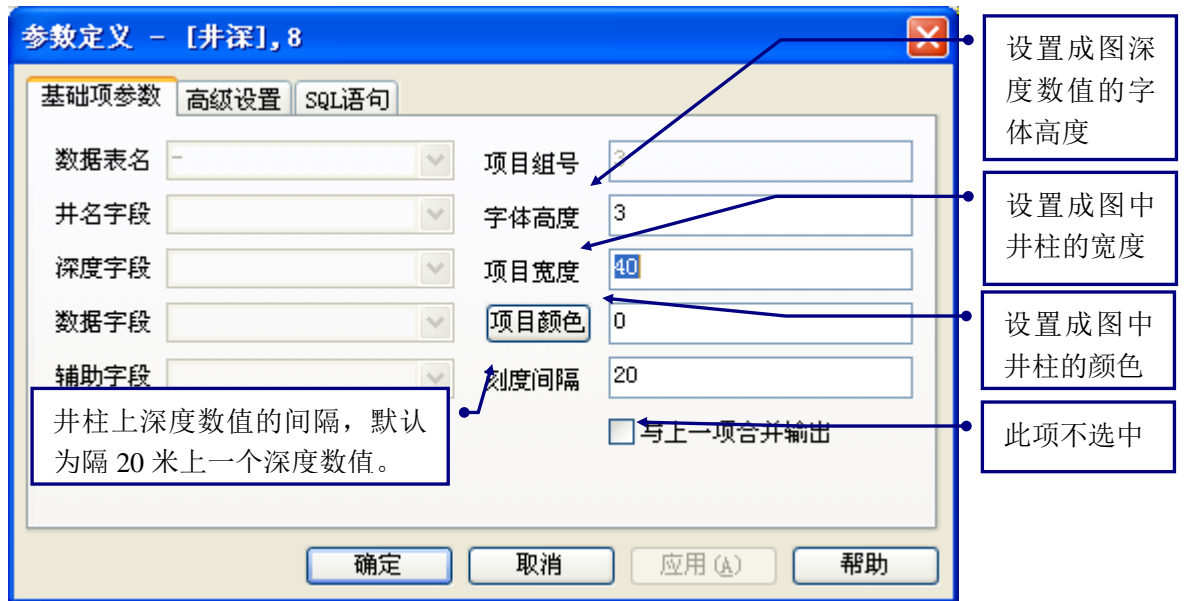 参数定义 - [井深],8
基础项参数
高级设置
SQL语句
数据表名
-
井名字段
深度字段
数据字段
辅助字段
项目组号
字体高度
3
项目宽度
40
项目颜色
0
刻度间隔
20
与上一项合并输出
确定
取消
应用(A)
帮助
设置成图深
度数值的字
体高度
设置成图中
井柱的宽度
设置成图中
井柱的颜色
此项不选中
井柱上深度数值的间隔，默认
为隔 20 米上一个深度数值。